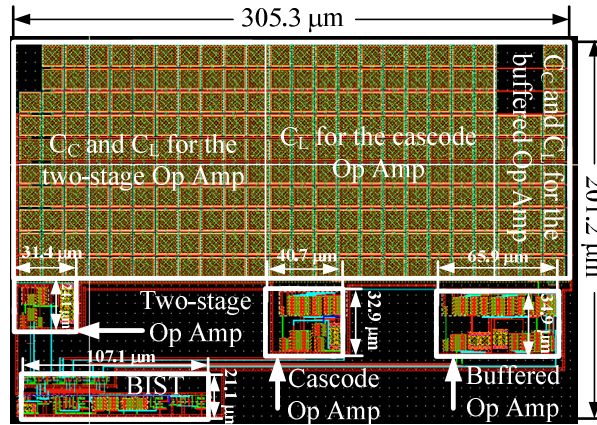 305.3 μm
C_C and C_L for the
two-stage Op Amp
C_L for the cascode
Op Amp
C_C and C_L for the
buffered Op Amp
201.2 μm
31.4 μm
40.7 μm
65.9 μm
Two-stage
Op Amp
32.9 μm
34.9 μm
107.1 μm
BIST
21.1 μm
Cascode
Op Amp
Buffered
Op Amp